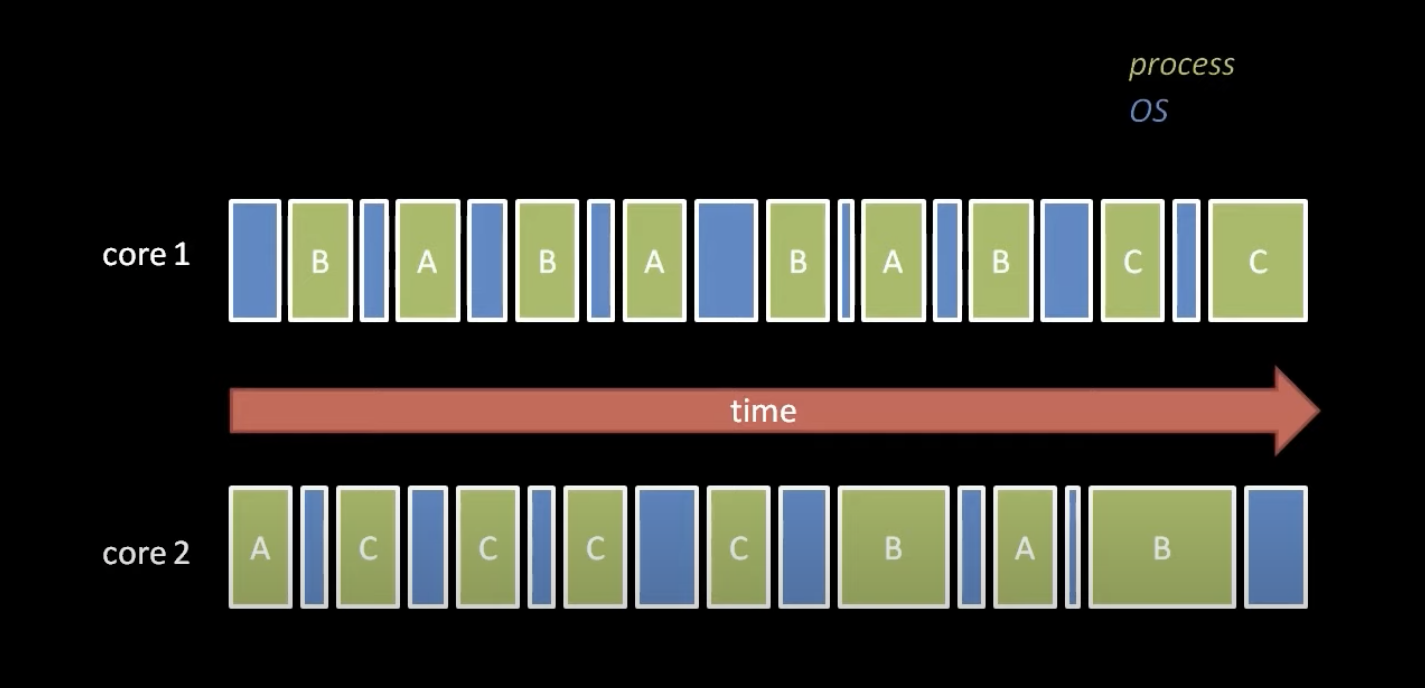 process
OS
core 1
B A B A B A B C C
time
core 2
A C C C C B A B